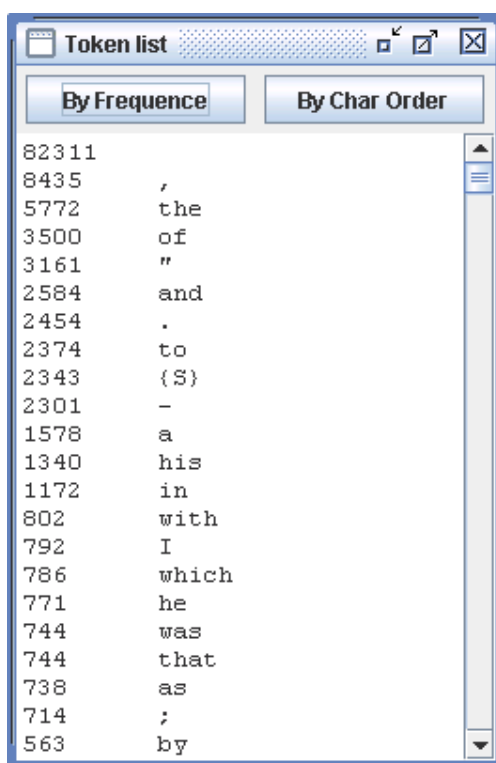 Token list
By Frequence By Char Order
82311
8435 ,
5772 the
3500 of
3161 "
2584 and
2454 .
2374 to
2343 {S}
2301 -
1578 a
1340 his
1172 in
802 with
792 I
786 which
771 he
744 was
744 that
738 as
714 ;
563 by